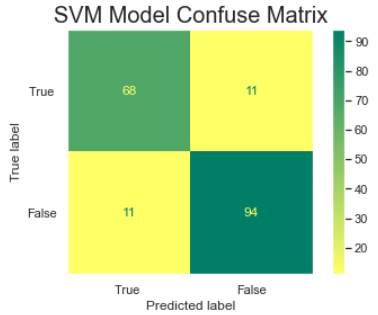 SVM Model Confuse Matrix
True label
True
68
11
False
11
94
True
False
Predicted label
90
80
70
60
50
40
30
20